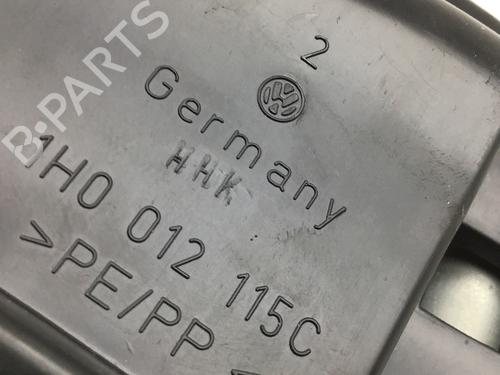 2
Germany
HHK
1H0 012 115C
>PE/PP<
B-PARTS